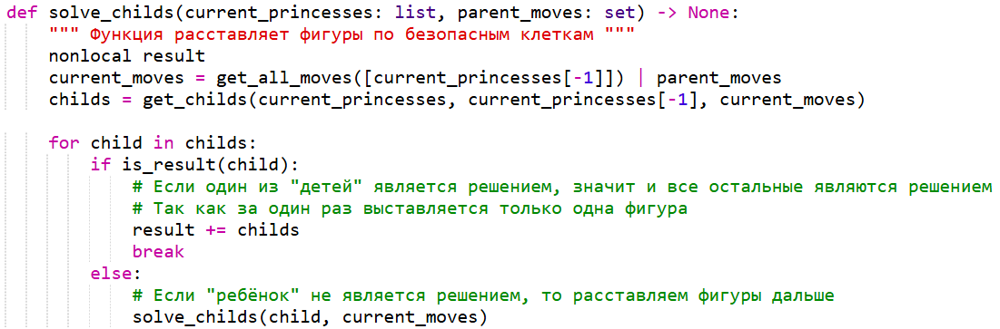 def solve_childs(current_princesses: list, parent_moves: set) -> None:
    """ Функция расставляет фигуры по безопасным клеткам """
    nonlocal result
    current_moves = get_all_moves([current_princesses[-1]]) | parent_moves
    childs = get_childs(current_princesses, current_princesses[-1], current_moves)

    for child in childs:
        if is_result(child):
            # Если один из "детей" является решением, значит и все остальные являются решением
            # Так как за один раз выставляется только одна фигура
            result += childs
            break
        else:
            # Если "ребёнок" не является решением, то расставляем фигуры дальше
            solve_childs(child, current_moves)